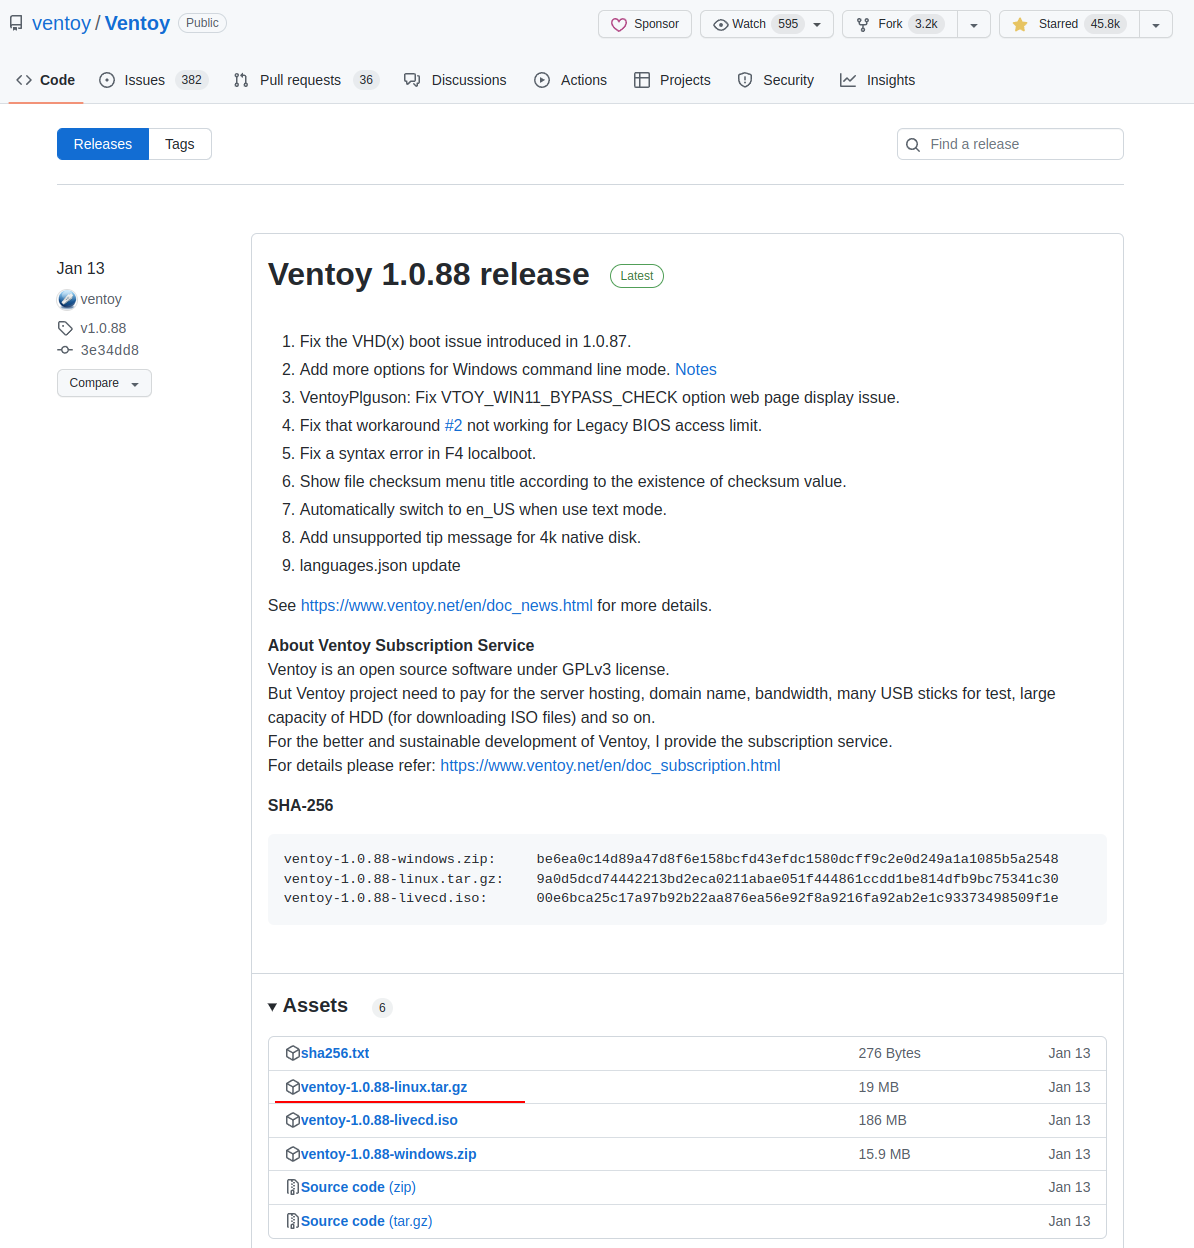 ventoy / Ventoy Public
Sponsor Watch 595 Fork 3.2k Starred 45.8k
Code Issues 382 Pull requests 36 Discussions Actions Projects Security Insights
Releases Tags
Find a release
Jan 13
ventoy
v1.0.88
3e34dd8
Compare
Ventoy 1.0.88 release Latest
1. Fix the VHD(x) boot issue introduced in 1.0.87.
2. Add more options for Windows command line mode. Notes
3. VentoyPlguson: Fix VTOY_WIN11_BYPASS_CHECK option web page display issue.
4. Fix that workaround #2 not working for Legacy BIOS access limit.
5. Fix a syntax error in F4 localboot.
6. Show file checksum menu title according to the existence of checksum value.
7. Automatically switch to en_US when use text mode.
8. Add unsupported tip message for 4k native disk.
9. languages.json update
See https://www.ventoy.net/en/doc_news.html for more details.
About Ventoy Subscription Service
Ventoy is an open source software under GPLv3 license.
But Ventoy project need to pay for the server hosting, domain name, bandwidth, many USB sticks for test, large
capacity of HDD (for downloading ISO files) and so on.
For the better and sustainable development of Ventoy, I provide the subscription service.
For details please refer: https://www.ventoy.net/en/doc_subscription.html
SHA-256
ventoy-1.0.88-windows.zip: be6ea0c14d89a47d8f6e158bcfd43efdc1580dcff9c2e0d249a1a1085b5a2548
ventoy-1.0.88-linux.tar.gz: 9a0d5dcd74442213bd2eca0211abae051f444861ccdd1be814dfb9bc75341c30
ventoy-1.0.88-livecd.iso: 00e6bca25c17a97b92b22aa876ea56e92f8a9216fa92ab2e1c93373498509f1e
Assets 6
sha256.txt 276 Bytes Jan 13
ventoy-1.0.88-linux.tar.gz 19 MB Jan 13
ventoy-1.0.88-livecd.iso 186 MB Jan 13
ventoy-1.0.88-windows.zip 15.9 MB Jan 13
Source code (zip) Jan 13
Source code (tar.gz) Jan 13